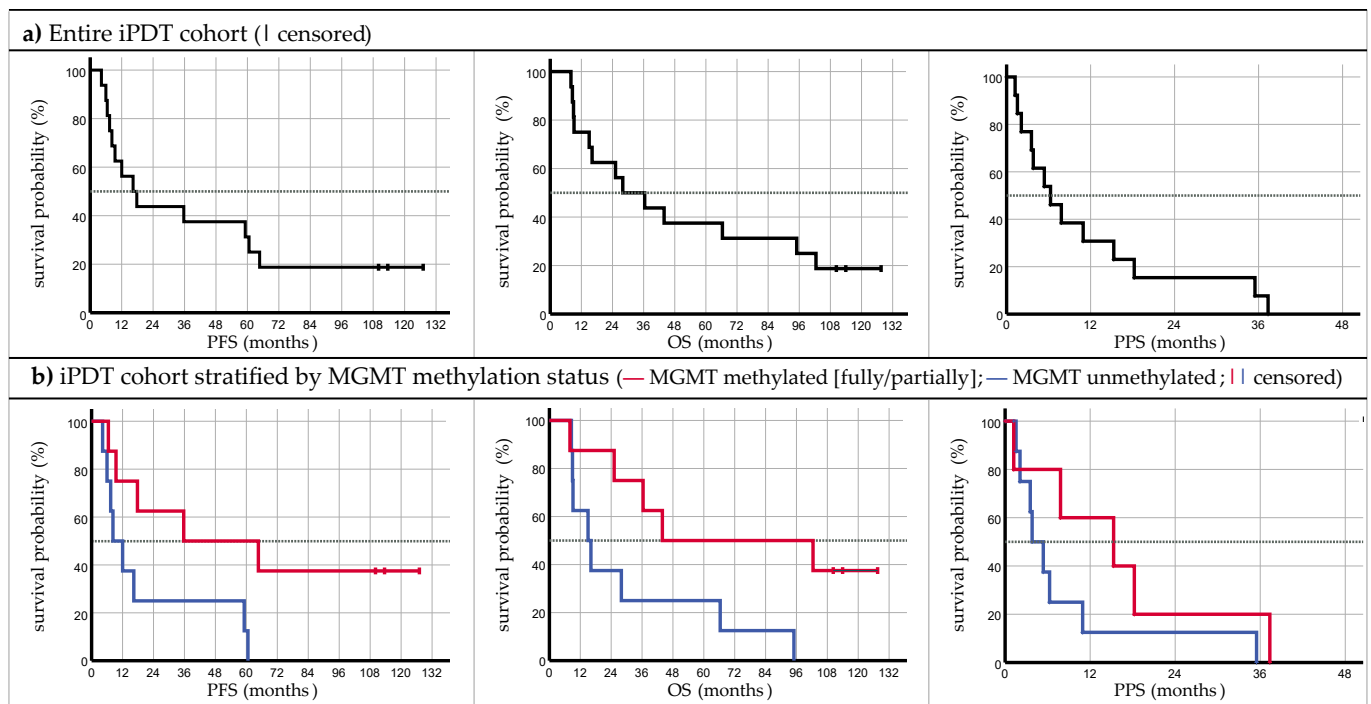 a) Entire iPDT cohort (| censored)
survival probability (%)
100
80
60
40
20
0
0 12 24 36 48 60 72 84 96 108 120 132
PFS (months)
survival probability (%)
100
80
60
40
20
0
0 12 24 36 48 60 72 84 96 108 120 132
OS (months)
survival probability (%)
100
80
60
40
20
0
0 12 24 36 48
PPS (months)
b) iPDT cohort stratified by MGMT methylation status (— MGMT methylated [fully/partially]; — MGMT unmethylated; | | censored)
survival probability (%)
100
80
60
40
20
0
0 12 24 36 48 60 72 84 96 108 120 132
PFS (months)
survival probability (%)
100
80
60
40
20
0
0 12 24 36 48 60 72 84 96 108 120 132
OS (months)
survival probability (%)
100
80
60
40
20
0
0 12 24 36 48
PPS (months)